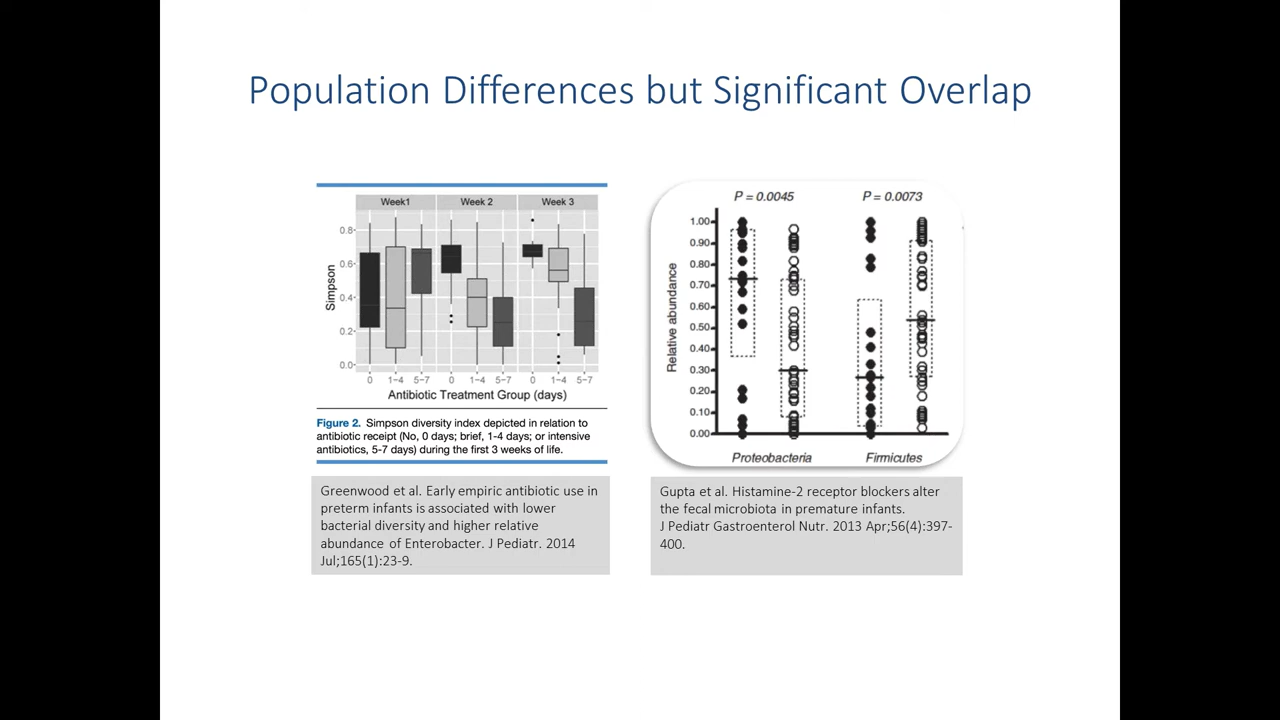 Population Differences but Significant Overlap
Week1 Week 2 Week 3
Simpson
0.8
0.6
0.4
0.2
0.0
0 1−4 5−7 0 1−4 5−7 0 1−4 5−7
Antibiotic Treatment Group (days)
Figure 2. Simpson diversity index depicted in relation to
antibiotic receipt (No, 0 days; brief, 1-4 days; or intensive
antibiotics, 5-7 days) during the first 3 weeks of life.
Greenwood et al. Early empiric antibiotic use in
preterm infants is associated with lower
bacterial diversity and higher relative
abundance of Enterobacter. J Pediatr. 2014
Jul;165(1):23-9.
P = 0.0045 P = 0.0073
Relative abundance
1.00
0.90
0.80
0.70
0.60
0.50
0.40
0.30
0.20
0.10
0.00
Proteobacteria Firmicutes
Gupta et al. Histamine-2 receptor blockers alter
the fecal microbiota in premature infants.
J Pediatr Gastroenterol Nutr. 2013 Apr;56(4):397-
400.